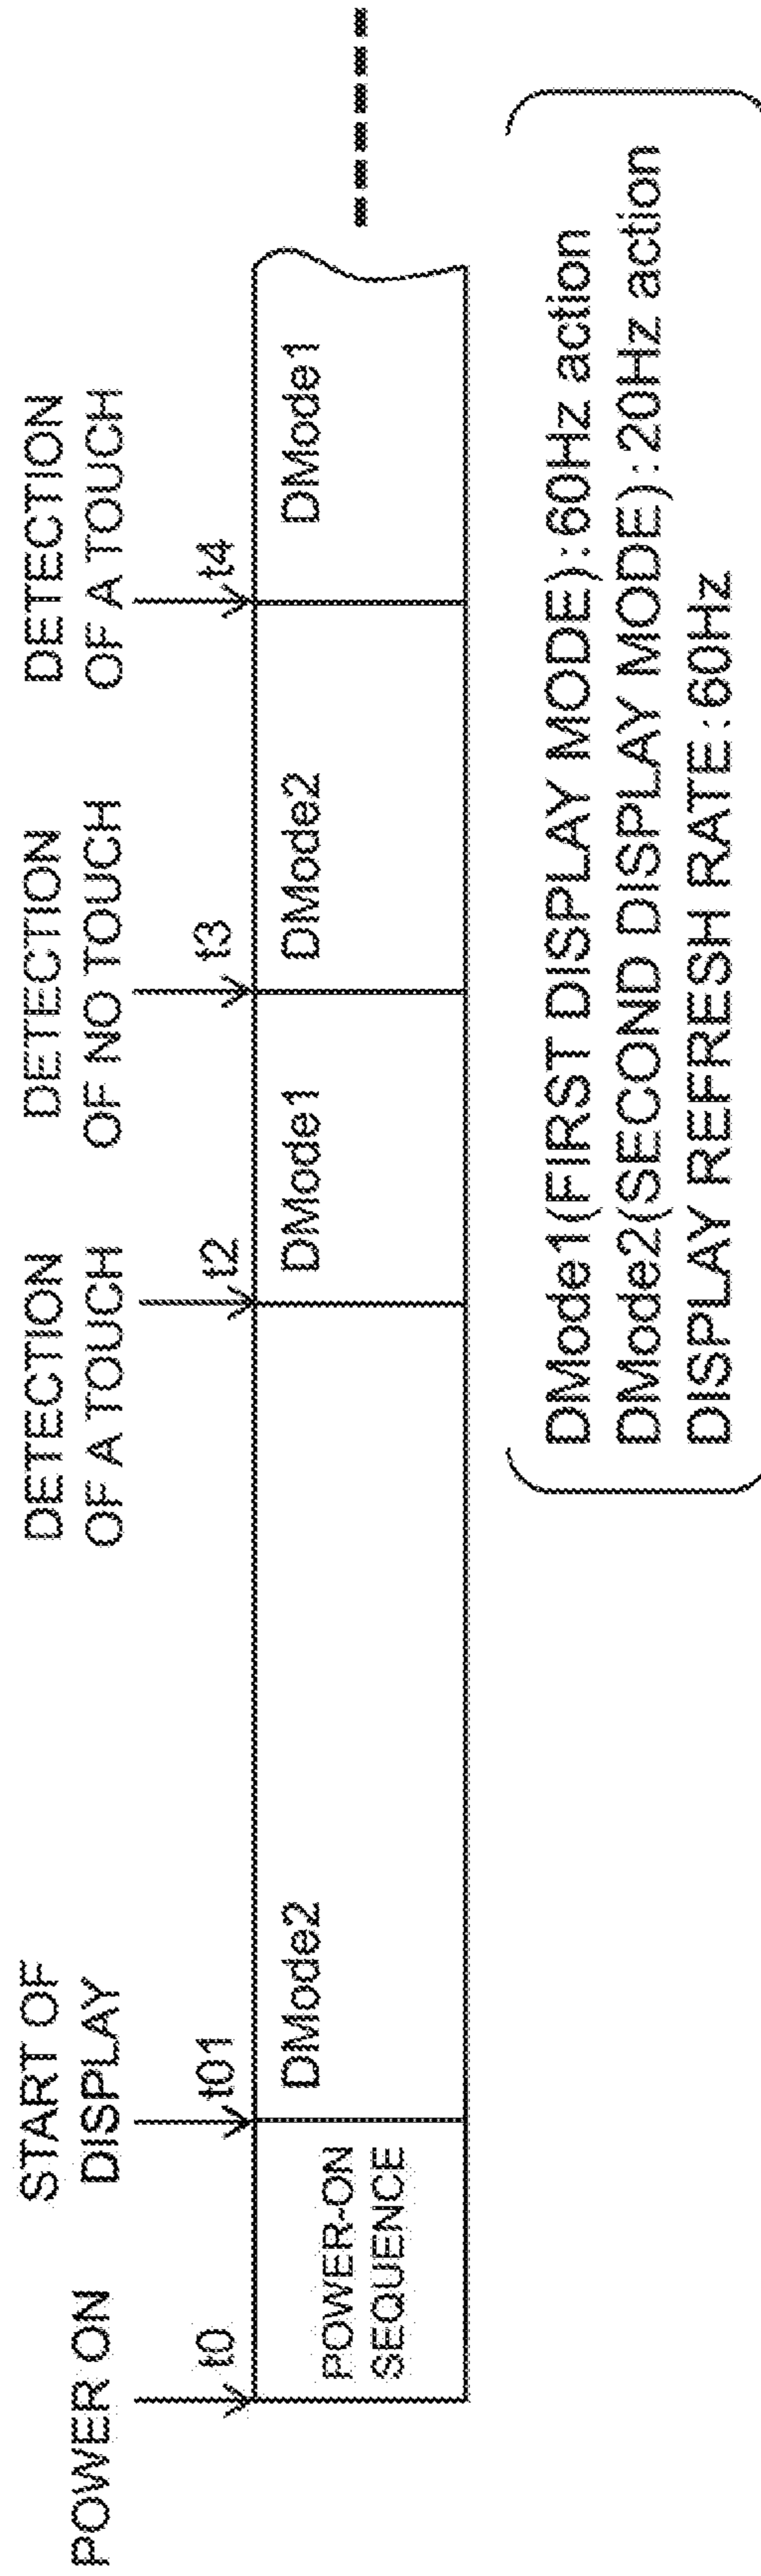 POWER ON
START OF
DISPLAY
DETECTION
OF A TOUCH
DETECTION
OF NO TOUCH
DETECTION
OF A TOUCH
t0
t01
t2
t3
t4
POWER-ON
SEQUENCE
DMode2
DMode1
DMode2
DMode1
DMode1(FIRST DISPLAY MODE):60Hz action
DMode2(SECOND DISPLAY MODE):20Hz action
DISPLAY REFRESH RATE:60Hz